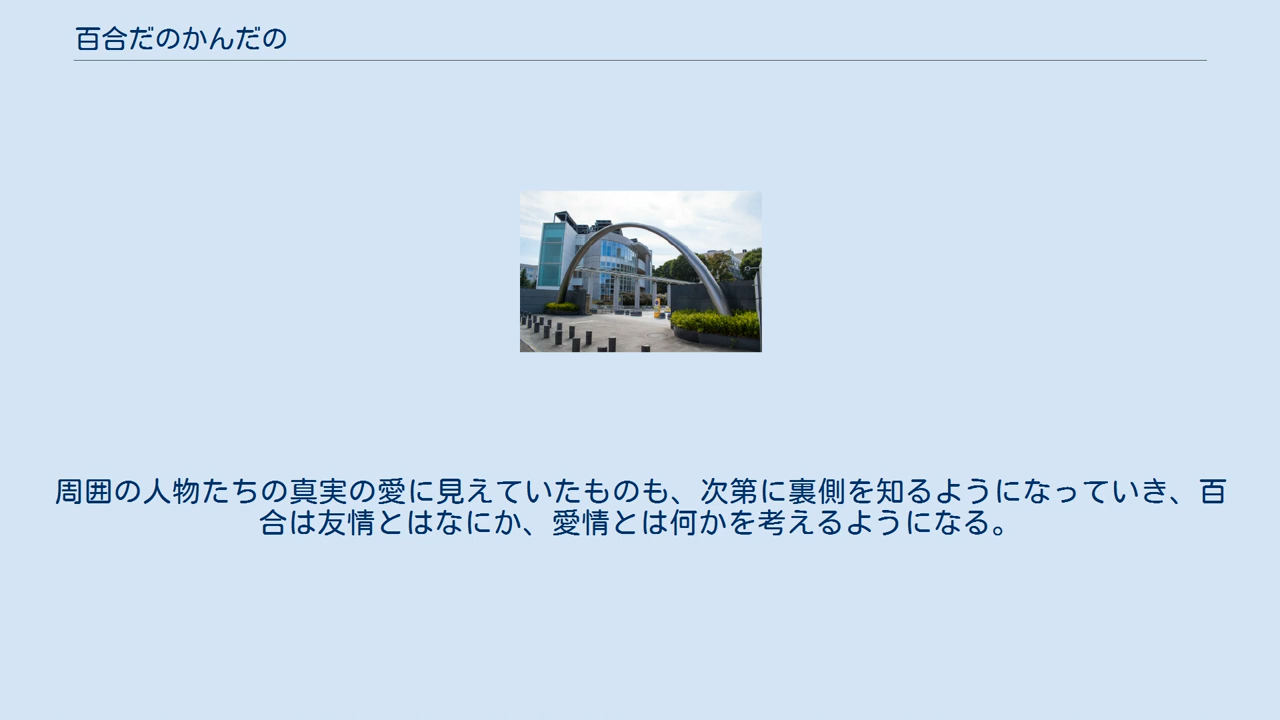 百合だのかんだの
周囲の人物たちの真実の愛に見えていたものも、次第に裏側を知るようになっていき、百
合は友情とはなにか、愛情とは何かを考えるようになる。